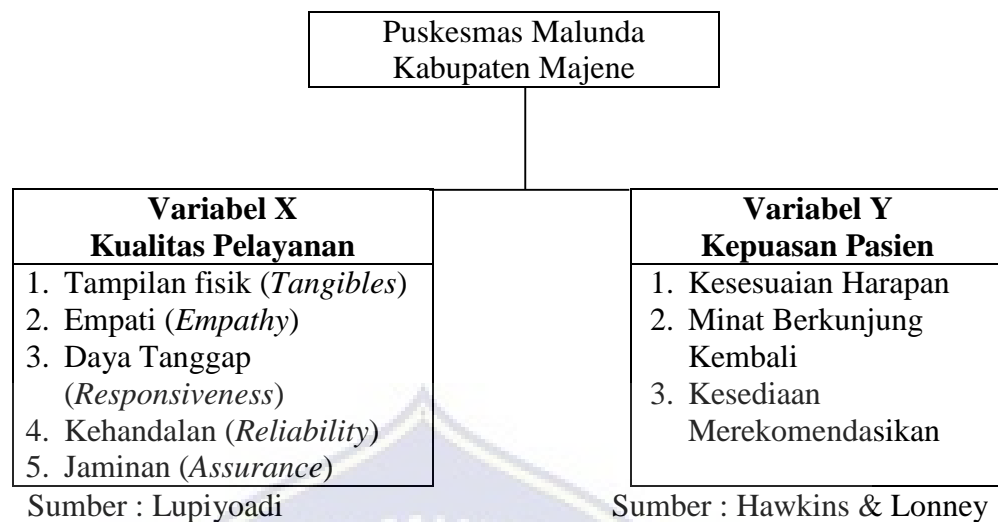 Puskesmas Malunda
Kabupaten Majene
Variabel X
Kualitas Pelayanan
1. Tampilan fisik (Tangibles)
2. Empati (Empathy)
3. Daya Tanggap
(Responsiveness)
4. Kehandalan (Reliability)
5. Jaminan (Assurance)
Sumber : Lupiyoadi
Variabel Y
Kepuasan Pasien
1. Kesesuaian Harapan
2. Minat Berkunjung
Kembali
3. Kesediaan
Merekomendasikan
Sumber : Hawkins & Lonney